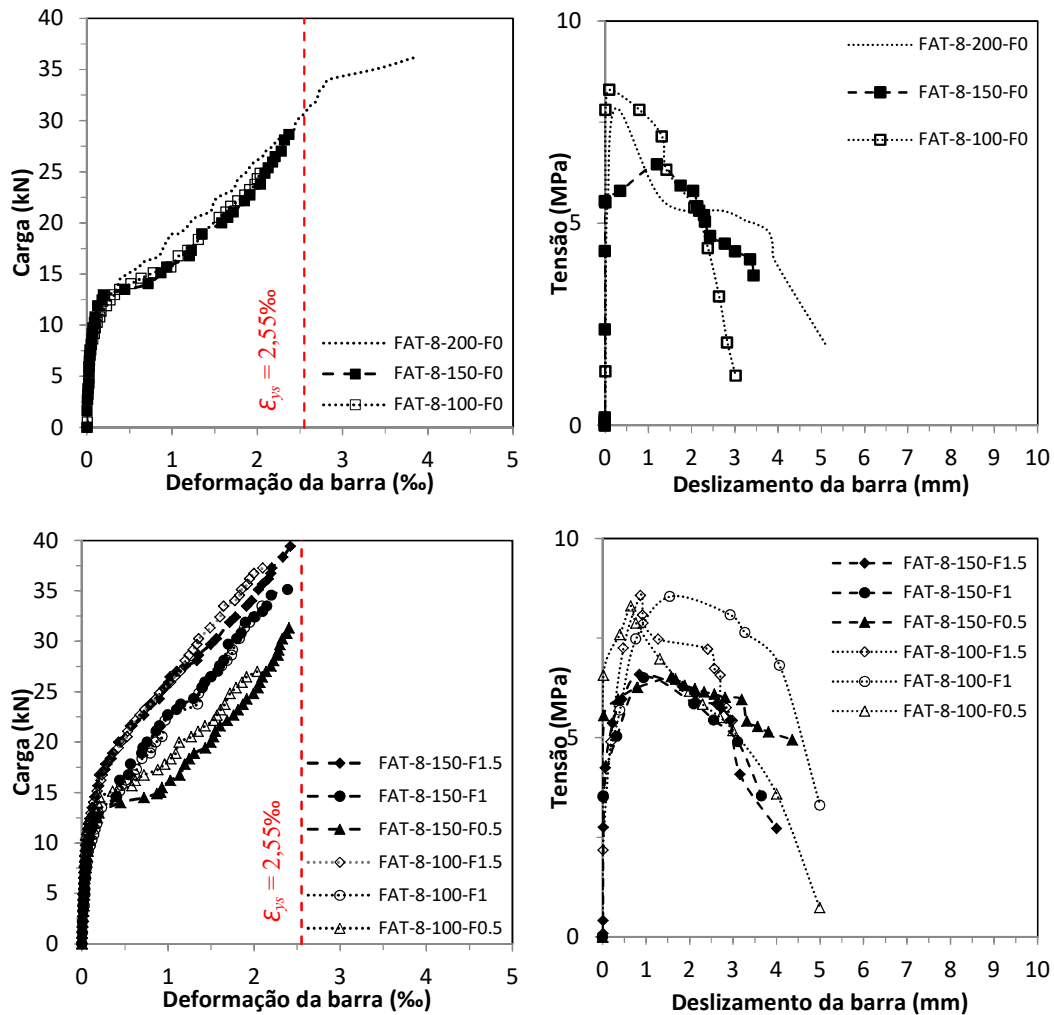 40
35
30
25
20
15
10
5
0
Carga (kN)
0 1 2 3 4 5
Deformação da barra (‰)
εys = 2,55‰
FAT-8-200-F0
FAT-8-150-F0
FAT-8-100-F0
10
5
0
Tensão (MPa)
0 1 2 3 4 5 6 7 8 9 10
Deslizamento da barra (mm)
FAT-8-200-F0
FAT-8-150-F0
FAT-8-100-F0
40
35
30
25
20
15
10
5
0
Carga (kN)
0 1 2 3 4 5
Deformação da barra (‰)
εys = 2,55‰
FAT-8-150-F1.5
FAT-8-150-F1
FAT-8-150-F0.5
FAT-8-100-F1.5
FAT-8-100-F1
FAT-8-100-F0.5
10
5
0
Tensão (MPa)
0 1 2 3 4 5 6 7 8 9 10
Deslizamento da barra (mm)
FAT-8-150-F1.5
FAT-8-150-F1
FAT-8-150-F0.5
FAT-8-100-F1.5
FAT-8-100-F1
FAT-8-100-F0.5